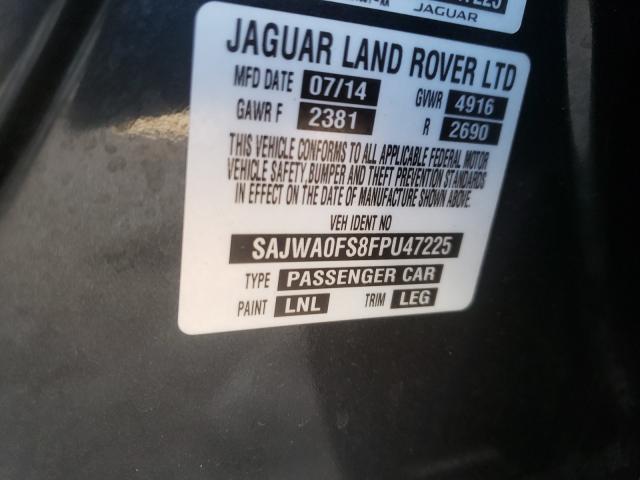 JAGUAR
JAGUAR LAND ROVER LTD
MFD DATE 07/14 GVWR 4916
GAWR F 2381 R 2690
THIS VEHICLE CONFORMS TO ALL APPLICABLE FEDERAL MOTOR
VEHICLE SAFETY, BUMPER AND THEFT PREVENTION STANDARDS
IN EFFECT ON THE DATE OF MANUFACTURE SHOWN ABOVE.
VEH IDENT NO
SAJWA0FS8FPU47225
TYPE PASSENGER CAR
PAINT LNL TRIM LEG